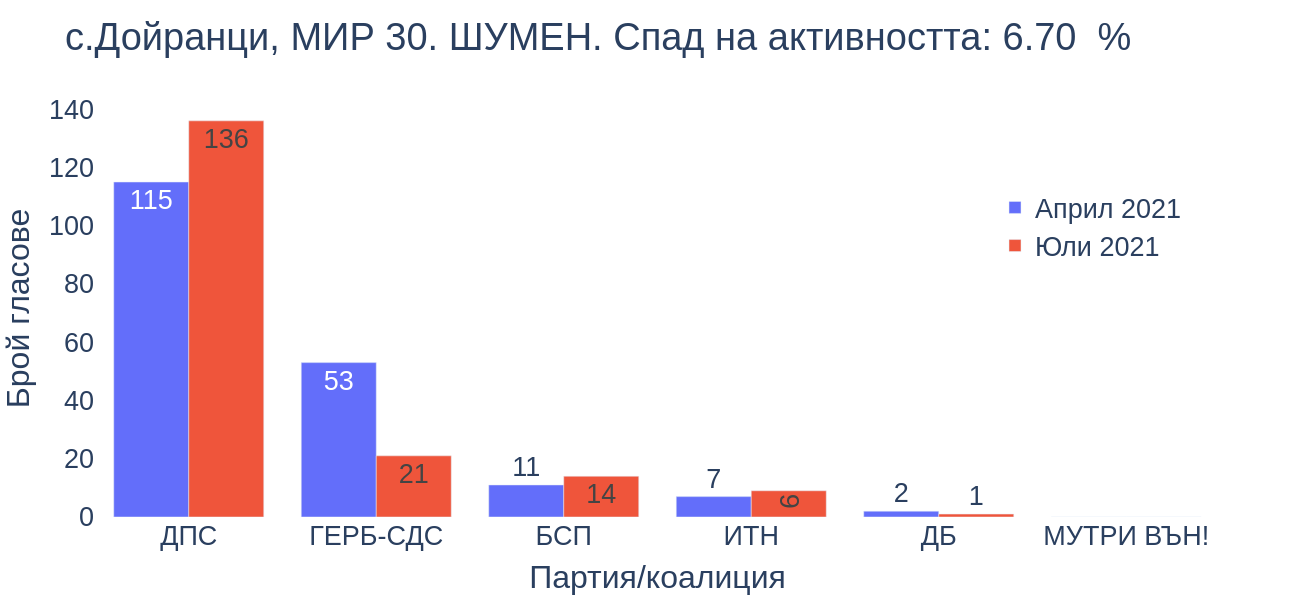 с.Дойранци, МИР 30. ШУМЕН. Спад на активността: 6.70 %
Брой гласове
140
120
100
80
60
40
20
0
115
136
53
21
11
14
7
9
2
1
Април 2021
Юли 2021
ДПС
ГЕРБ-СДС
БСП
ИТН
ДБ
МУТРИ ВЪН!
Партия/коалиция